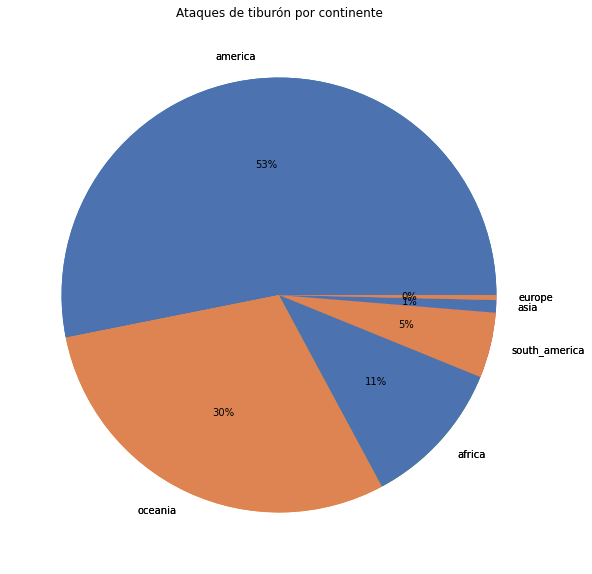 Ataques de tiburón por continente
america
53%
0%
europe
1%
asia
5%
south_america
11%
30%
africa
oceania